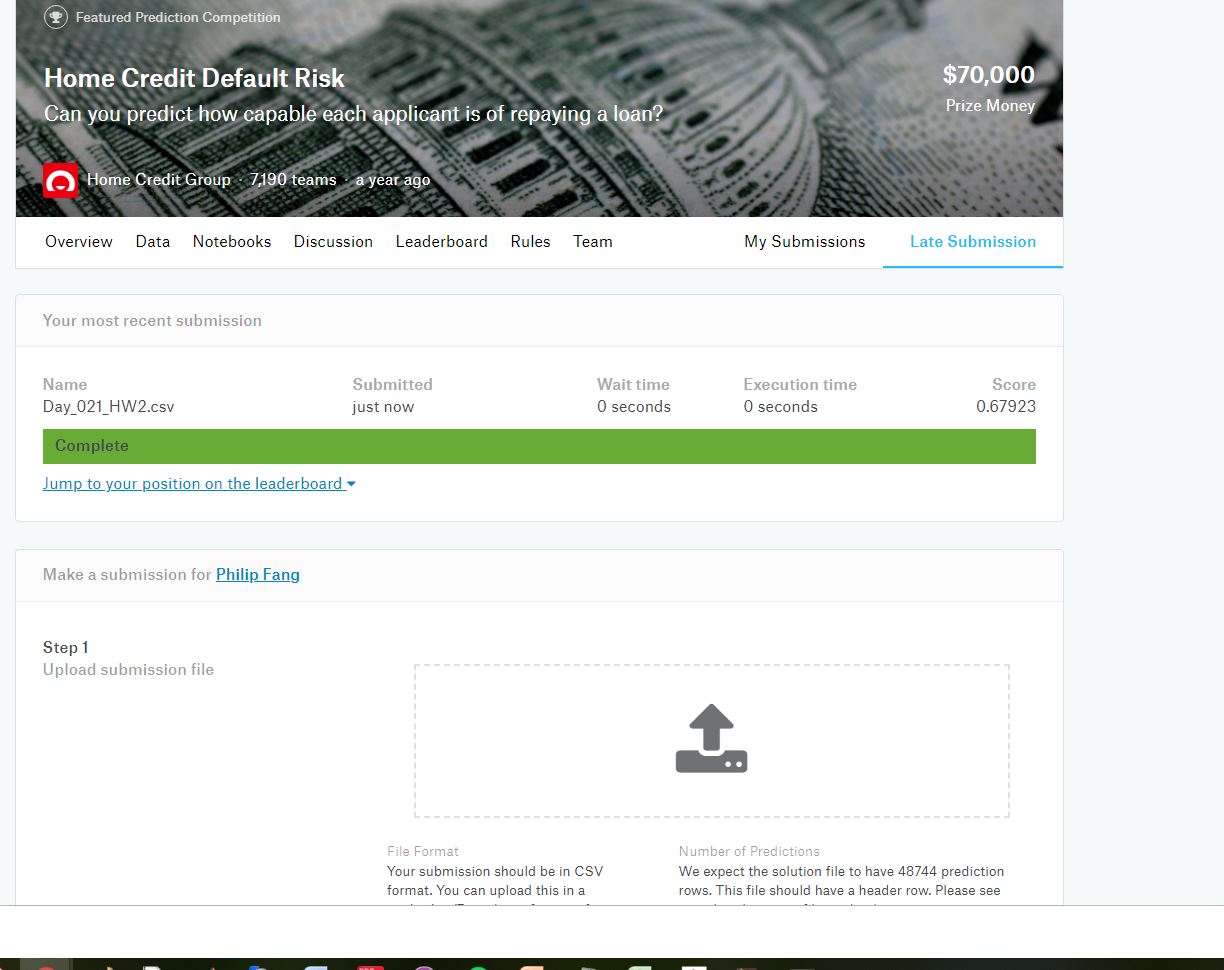 Featured Prediction Competition
Home Credit Default Risk
$70,000
Can you predict how capable each applicant is of repaying a loan?
Prize Money
Home Credit Group · 7,190 teams · a year ago
Overview Data Notebooks Discussion Leaderboard Rules Team My Submissions Late Submission
Your most recent submission
Name Submitted Wait time Execution time Score
Day_021_HW2.csv just now 0 seconds 0 seconds 0.67923
Complete
Jump to your position on the leaderboard
Make a submission for Philip Fang
Step 1
Upload submission file
File Format
Your submission should be in CSV
format. You can upload this in a
Number of Predictions
We expect the solution file to have 48744 prediction
rows. This file should have a header row. Please see